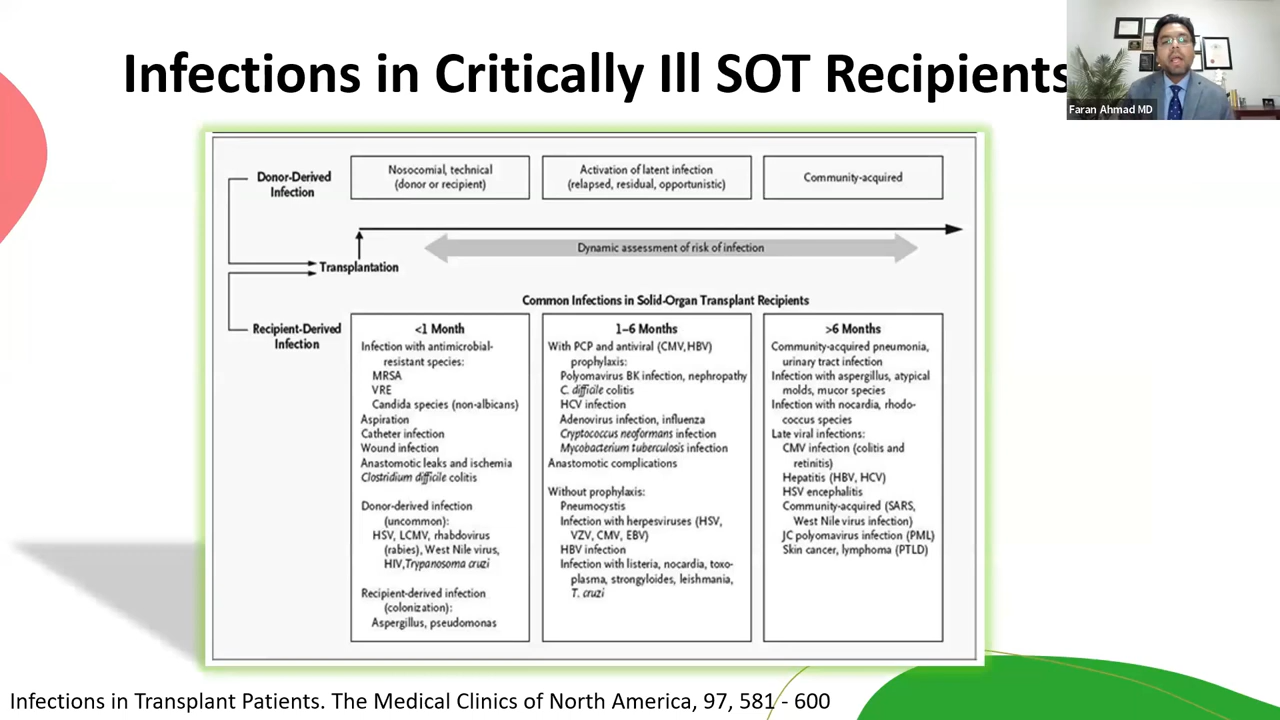 Infections in Critically Ill SOT Recipients
Faran Ahmad MD
Donor-Derived
Infection
Nosocomial, technical
(donor or recipient)
Activation of latent infection
(relapsed, residual, opportunistic)
Community-acquired
Dynamic assessment of risk of infection
Transplantation
Common Infections in Solid-Organ Transplant Recipients
Recipient-Derived
Infection
<1 Month
Infection with antimicrobial-
resistant species:
MRSA
VRE
Candida species (non-albicans)
Aspiration
Catheter infection
Wound infection
Anastomotic leaks and ischemia
Clostridium difficile colitis
Donor-derived infection
(uncommon):
HSV, LCMV, rhabdovirus
(rabies), West Nile virus,
HIV, Trypanosoma cruzi
Recipient-derived infection
(colonization):
Aspergillus, pseudomonas
1–6 Months
With PCP and antiviral (CMV, HBV)
prophylaxis:
Polyomavirus BK infection, nephropathy
C. difficile colitis
HCV infection
Adenovirus infection, influenza
Cryptococcus neoformans infection
Mycobacterium tuberculosis infection
Anastomotic complications
Without prophylaxis:
Pneumocystis
Infection with herpesviruses (HSV,
VZV, CMV, EBV)
HBV infection
Infection with listeria, nocardia, toxo-
plasma, strongyloides, leishmania,
T. cruzi
>6 Months
Community-acquired pneumonia,
urinary tract infection
Infection with aspergillus, atypical
molds, mucor species
Infection with nocardia, rhodo-
coccus species
Late viral infections:
CMV infection (colitis and
retinitis)
Hepatitis (HBV, HCV)
HSV encephalitis
Community-acquired (SARS,
West Nile virus infection)
JC polyomavirus infection (PML)
Skin cancer, lymphoma (PTLD)
Infections in Transplant Patients. The Medical Clinics of North America, 97, 581 - 600